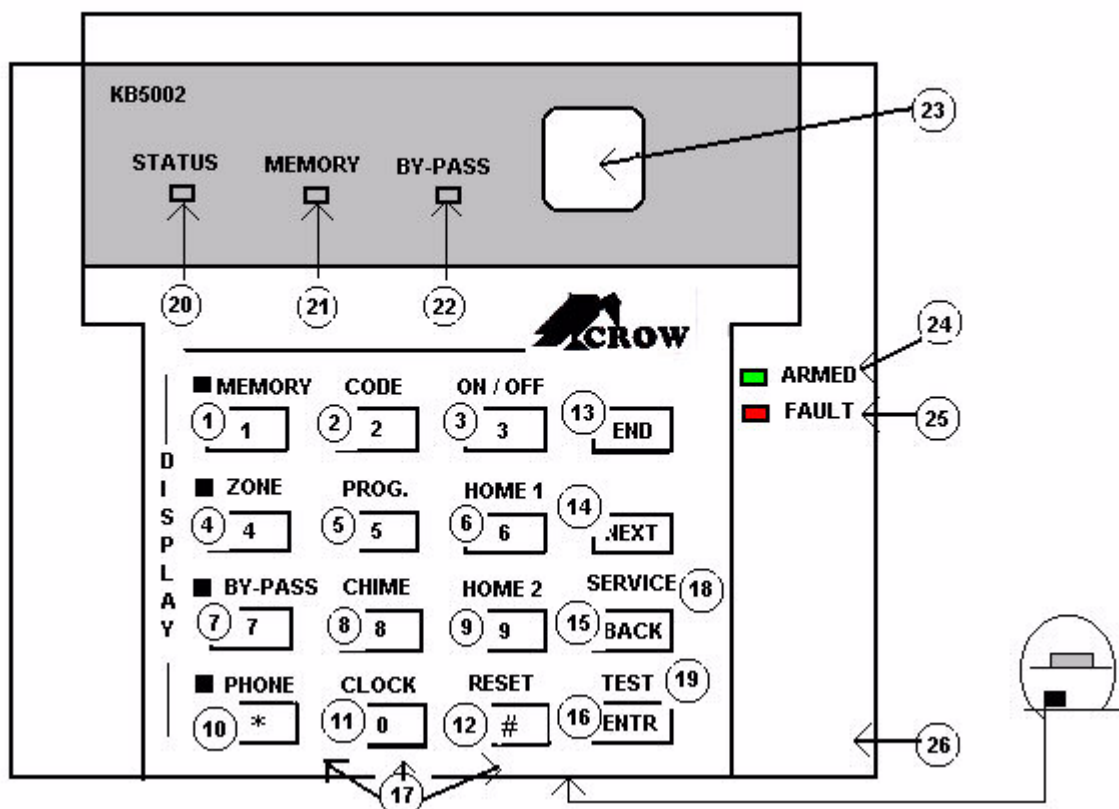 KB5002
23
STATUS MEMORY BY-PASS
20 21 22
24
CROW
ARMED
FAULT
25
MEMORY CODE ON / OFF
1 1 2 2 3 3 13 END
DISPLAY
ZONE PROG. HOME 1
4 4 5 5 6 6 14 NEXT
BY-PASS CHIME HOME 2 SERVICE 18
7 7 8 8 9 9 15 BACK
PHONE CLOCK RESET TEST 19
10 * 11 0 12 # 16 ENTR
26
17